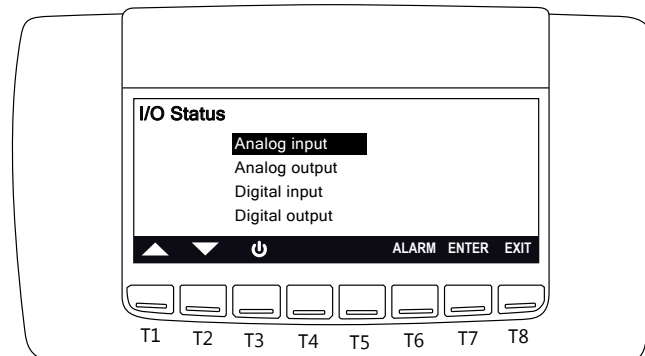 I/O Status
Analog input
Analog output
Digital input
Digital output
ALARM ENTER EXIT
T1 T2 T3 T4 T5 T6 T7 T8